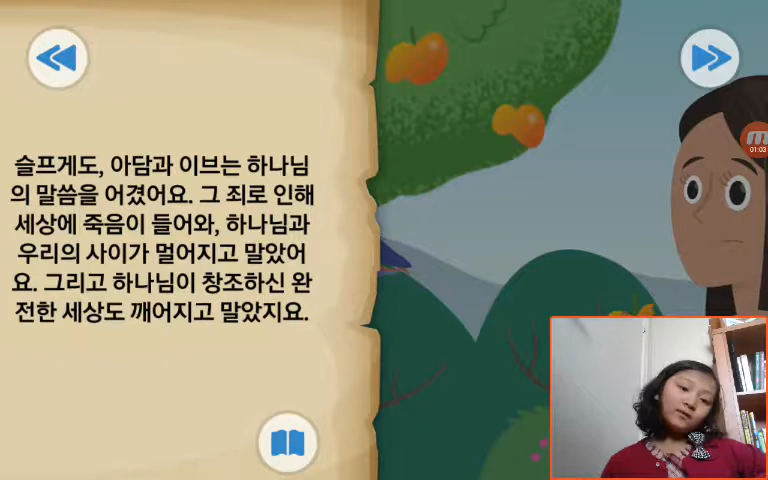 슬프게도, 아담과 이브는 하나님
의 말씀을 어겼어요. 그 죄로 인해
세상에 죽음이 들어와, 하나님과
우리의 사이가 멀어지고 말았어
요. 그리고 하나님이 창조하신 완
전한 세상도 깨어지고 말았지요.
01:03